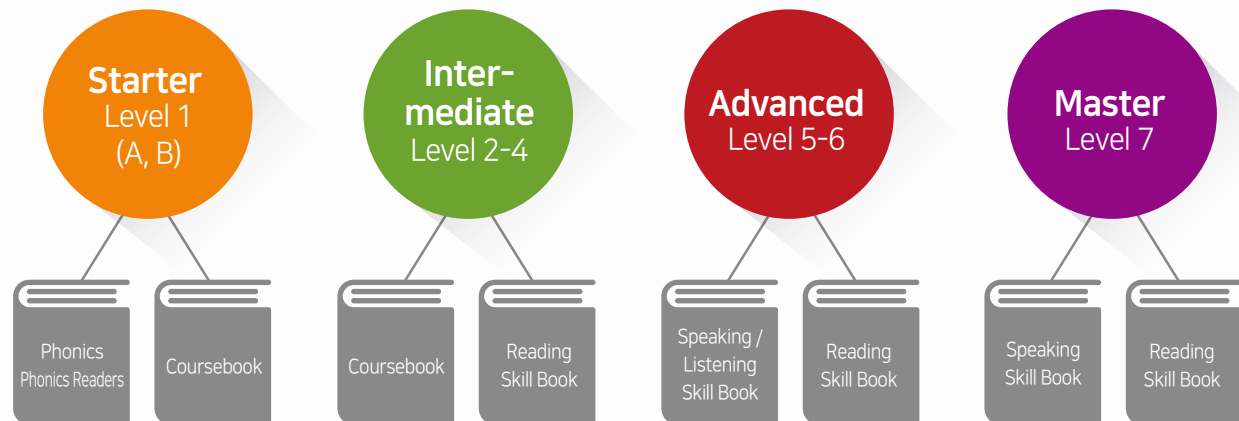 Starter
Level 1
(A, B)
Inter-
mediate
Level 2-4
Advanced
Level 5-6
Master
Level 7
Phonics
Phonics Readers
Coursebook
Coursebook
Reading
Skill Book
Speaking /
Listening
Skill Book
Reading
Skill Book
Speaking
Skill Book
Reading
Skill Book